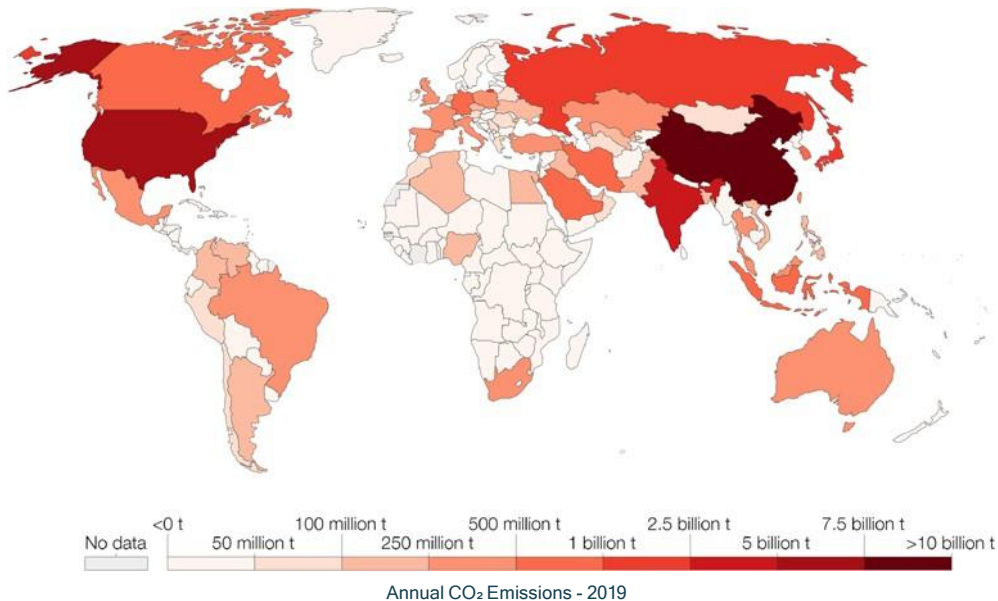 <0 t 100 million t 500 million t 2.5 billion t 7.5 billion t
No data 50 million t 250 million t 1 billion t 5 billion t >10 billion t
Annual CO₂ Emissions - 2019